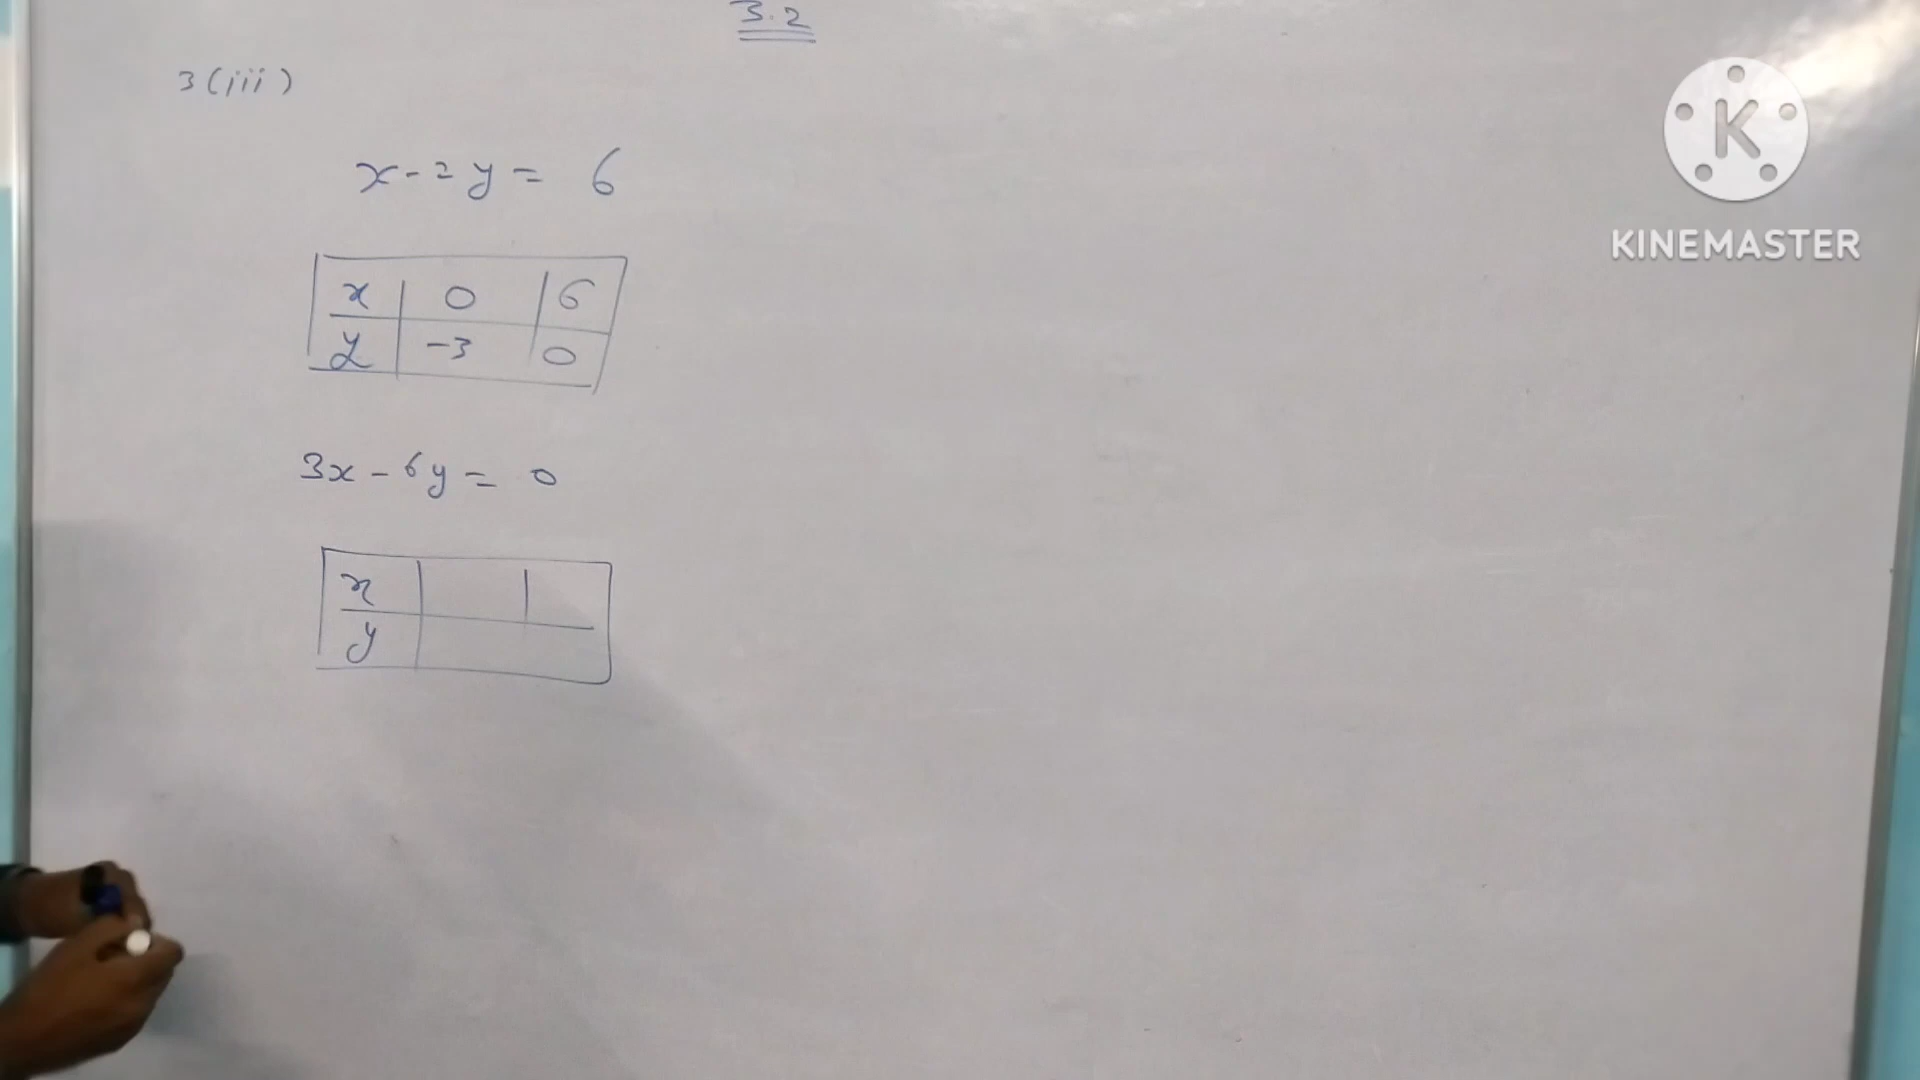 3.2
3(iii)
x - 2y = 6
x | 0 | 6
y | -3 | 0
3x - 6y = 0
x
y
K
KINEMASTER